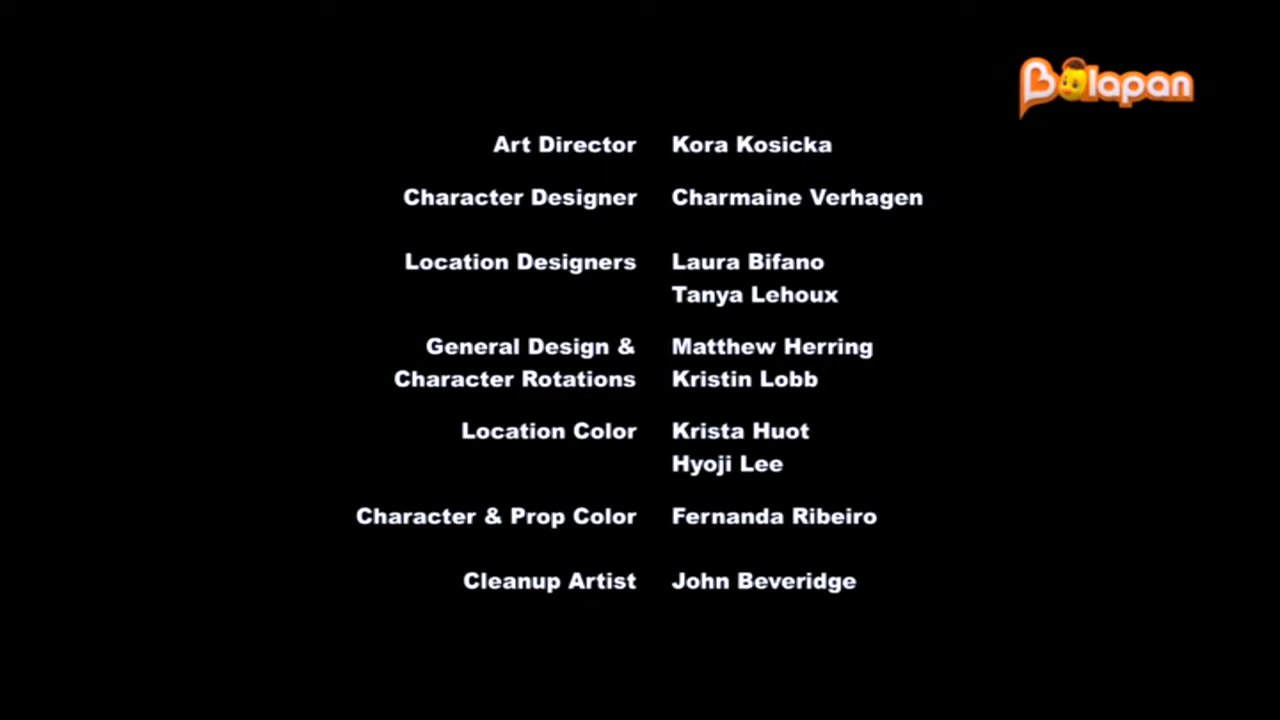 Balapan
Art Director Kora Kosicka
Character Designer Charmaine Verhagen
Location Designers Laura Bifano
Tanya Lehoux
General Design & Matthew Herring
Character Rotations Kristin Lobb
Location Color Krista Huot
Hyoji Lee
Character & Prop Color Fernanda Ribeiro
Cleanup Artist John Beveridge